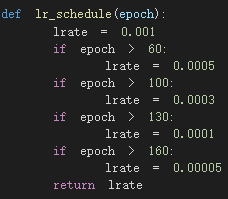 def lr_schedule(epoch):
    lrate = 0.001
    if epoch > 60:
        lrate = 0.0005
    if epoch > 100:
        lrate = 0.0003
    if epoch > 130:
        lrate = 0.0001
    if epoch > 160:
        lrate = 0.00005
    return lrate